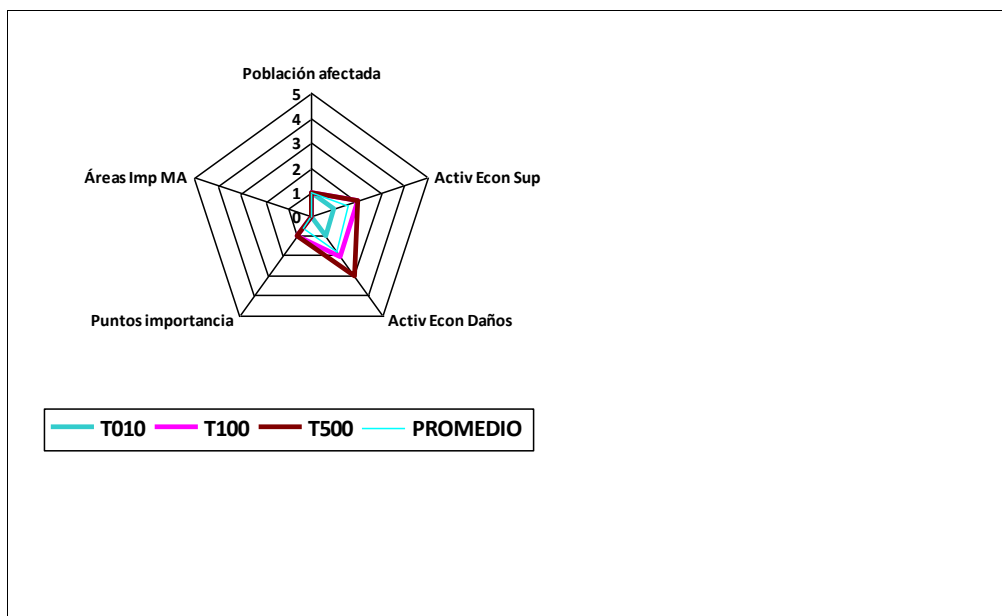 Población afectada
5
4
3
2
1
0
Áreas Imp MA
Activ Econ Sup
Puntos importancia
Activ Econ Daños
T010 T100 T500 PROMEDIO